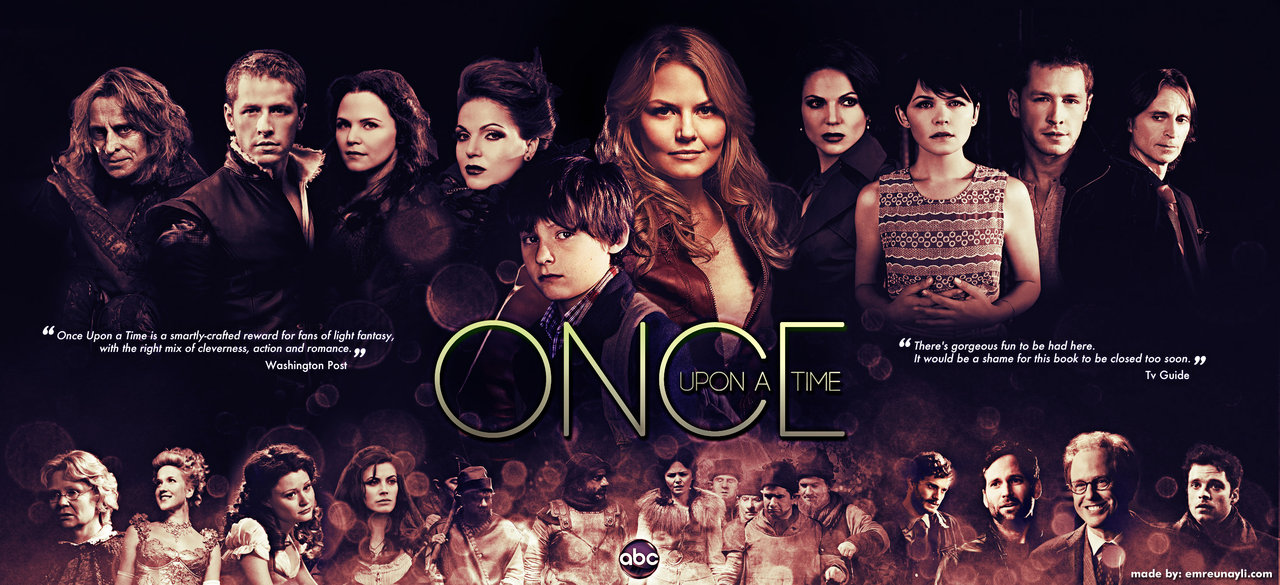 “ Once Upon a Time is a smartly-crafted reward for fans of light fantasy,
with the right mix of cleverness, action and romance. ”
Washington Post
ONCE
UPON A TIME
“ There's gorgeous fun to be had here.
It would be a shame for this book to be closed too soon. ”
Tv Guide
abc
made by: emreunayli.com